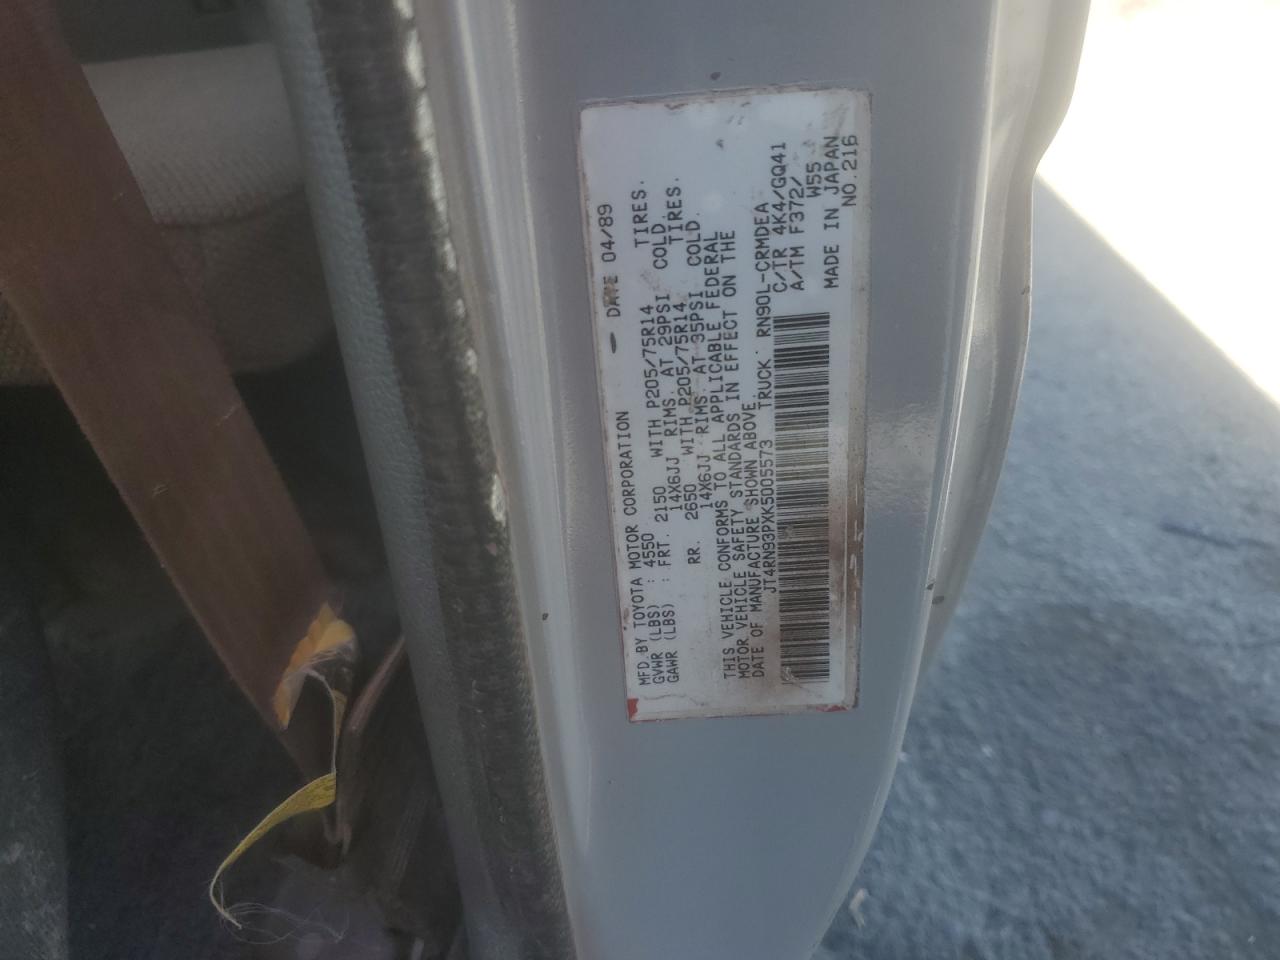 MFD.BY TOYOTA MOTOR CORPORATION DATE 04/89
GVWR (LBS) : 4550
GAWR (LBS) : FRT. 2150 WITH P205/75R14 TIRES.
14X6JJ RIMS. AT 29PSI COLD.
RR. 2650 WITH P205/75R14 TIRES.
14X6JJ RIMS. AT 35PSI COLD.
THIS VEHICLE CONFORMS TO ALL APPLICABLE FEDERAL
MOTOR VEHICLE SAFETY STANDARDS IN EFFECT ON THE
DATE OF MANUFACTURE SHOWN ABOVE.
JT4RN93PXK5005573 TRUCK RN90L-CRMDEA
C/TR 4K4/GQ41
A/TM F372/
W55
MADE IN JAPAN
NO.216